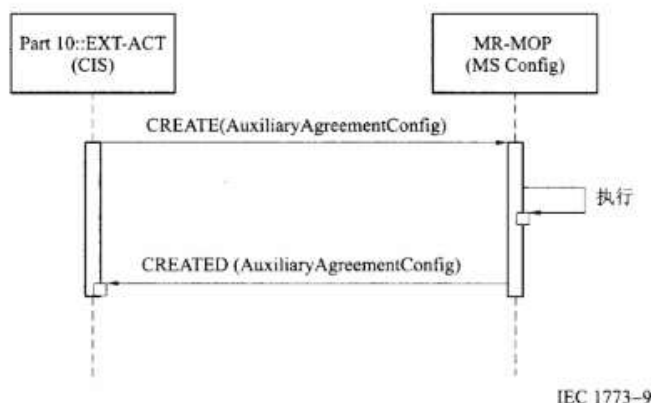 Part 10::EXT-ACT
(CIS)
MR-MOP
(MS Config)
CREATE(AuxiliaryAgreementConfig)
执行
CREATED (AuxiliaryAgreementConfig)
IEC 1773–9